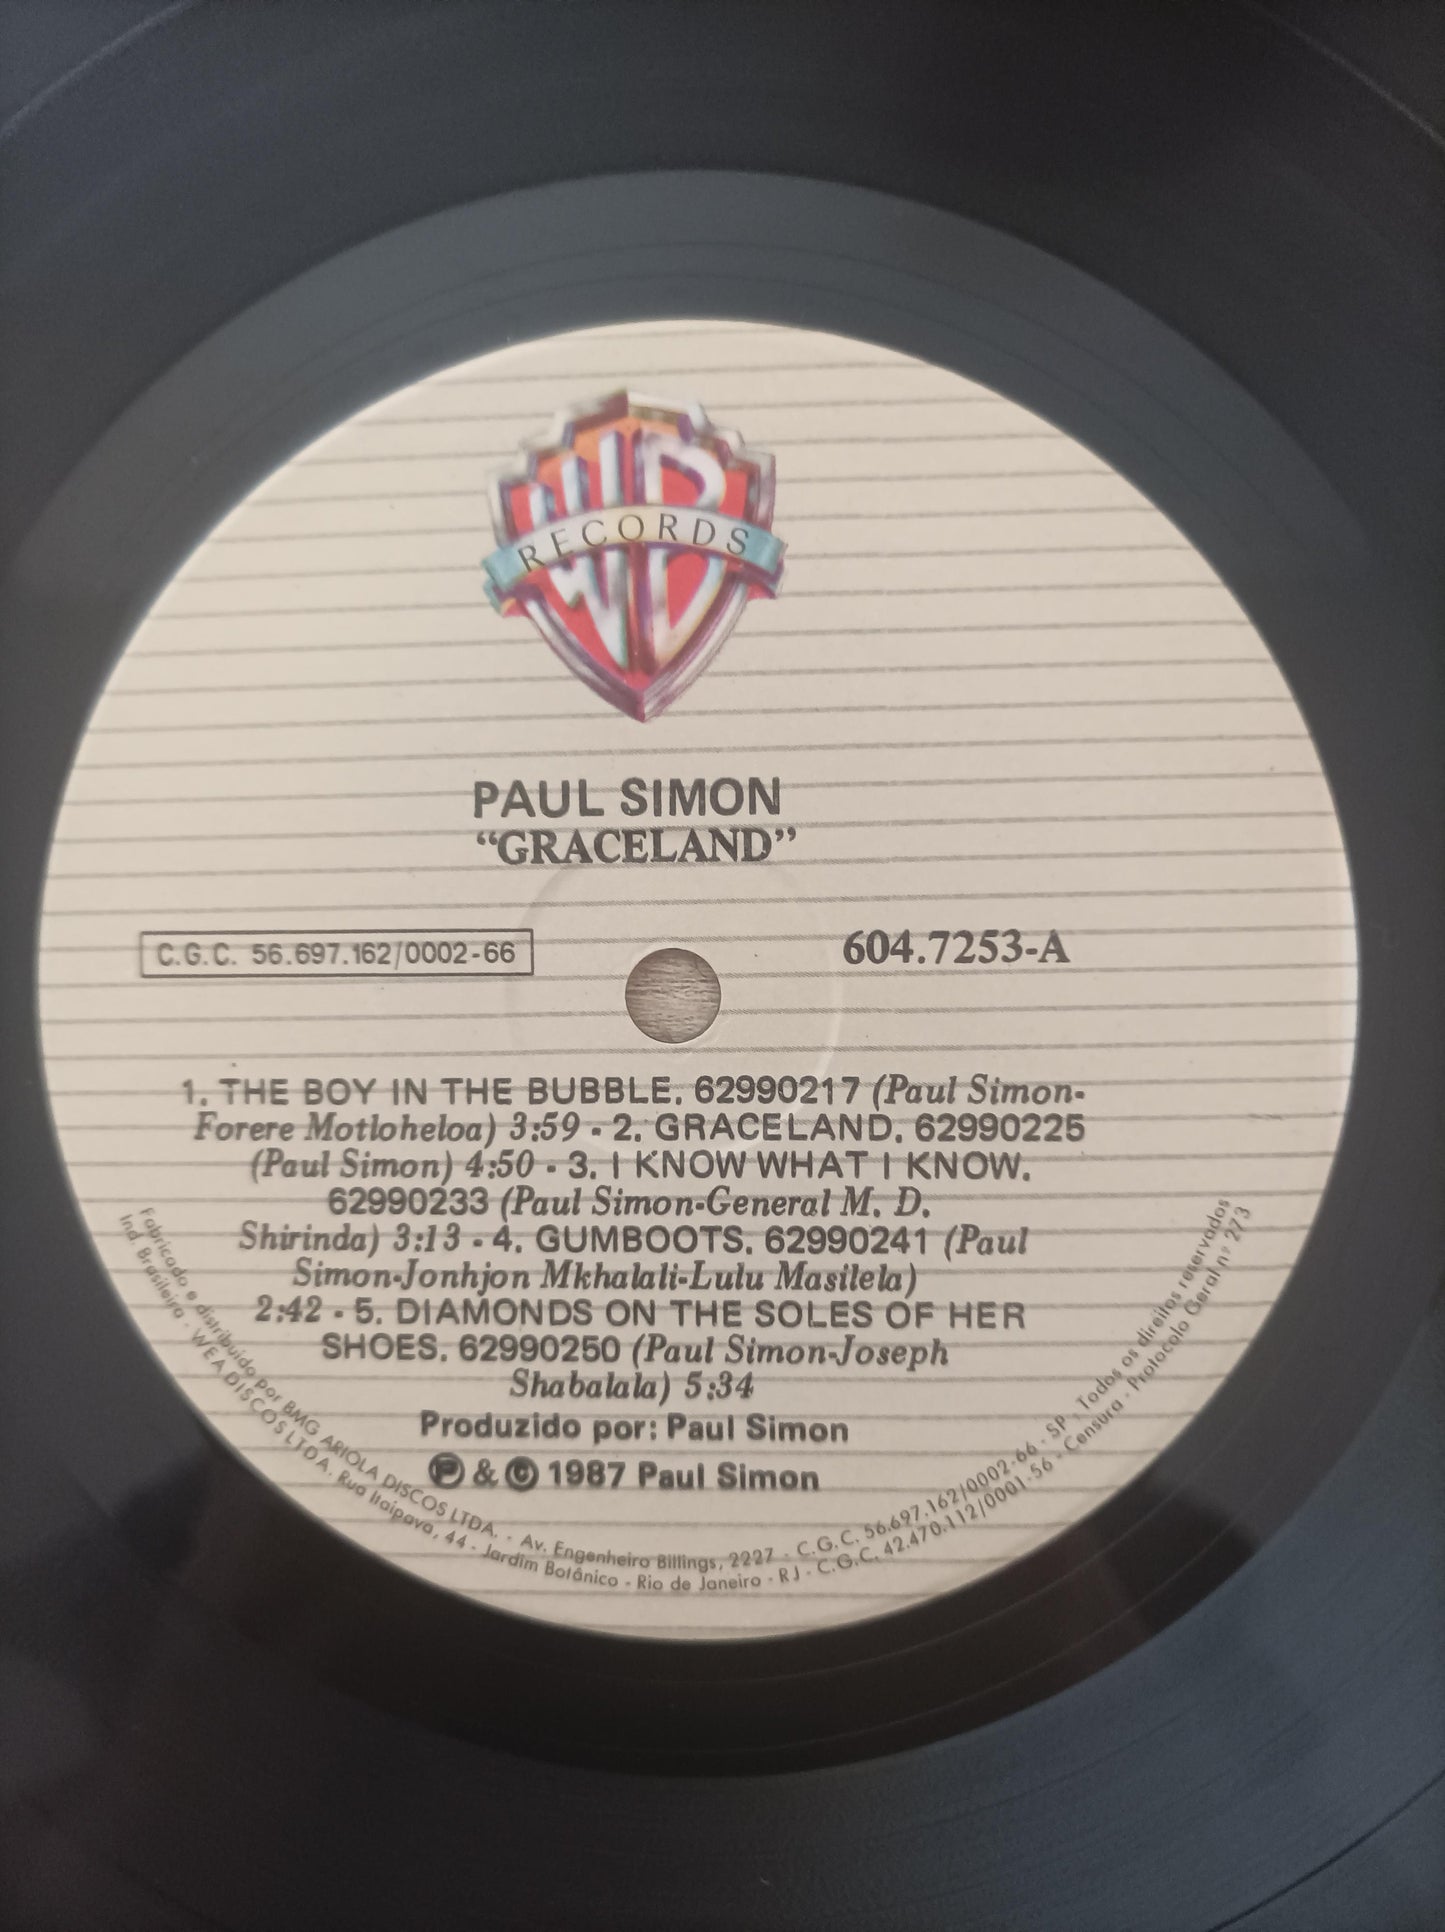 WB
RECORDS
PAUL SIMON
“GRACELAND”
C.G.C. 56.697.162/0002-66
604.7253-A
1. THE BOY IN THE BUBBLE. 62990217 (Paul Simon-
Forere Motloheloa) 3:59 - 2. GRACELAND. 62990225
(Paul Simon) 4:50 - 3. I KNOW WHAT I KNOW.
62990233 (Paul Simon-General M. D.
Shirinda) 3:13 - 4. GUMBOOTS. 62990241 (Paul
Simon-Jonhjon Mkhalali-Lulu Masilela)
2:42 - 5. DIAMONDS ON THE SOLES OF HER
SHOES. 62990250 (Paul Simon-Joseph
Shabalala) 5:34
Produzido por: Paul Simon
Ⓟ & © 1987 Paul Simon
Fabricado e distribuido por BMG ARIOLA DISCOS LTDA. - Av. Engenheiro Billings, 2227 - C.G.C. 56.697.162/0002-66 - SP - Todos os direitos reservados
Ind. Brasileira - WEA DISCOS LTDA. Rua Itaipava, 44 - Jardim Botânico - Rio de Janeiro - RJ - C.G.C. 42.470.112/0001-56 - Censura - Protocolo Geral nº 273